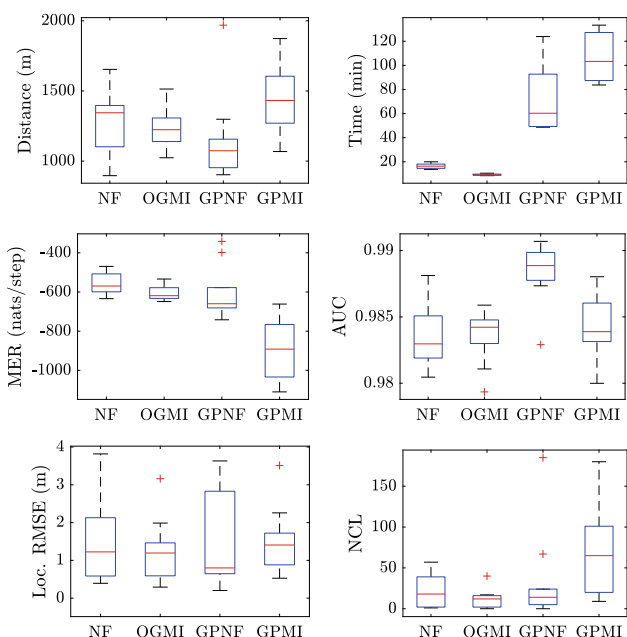 Distance (m)
2000
1500
1000
NF OGMI GPNF GPMI
Time (min)
120
100
80
60
40
20
NF OGMI GPNF GPMI
MER (nats/step)
-400
-600
-800
-1000
NF OGMI GPNF GPMI
AUC
0.99
0.985
0.98
NF OGMI GPNF GPMI
Loc. RMSE (m)
4
3
2
1
0
NF OGMI GPNF GPMI
NCL
150
100
50
0
NF OGMI GPNF GPMI